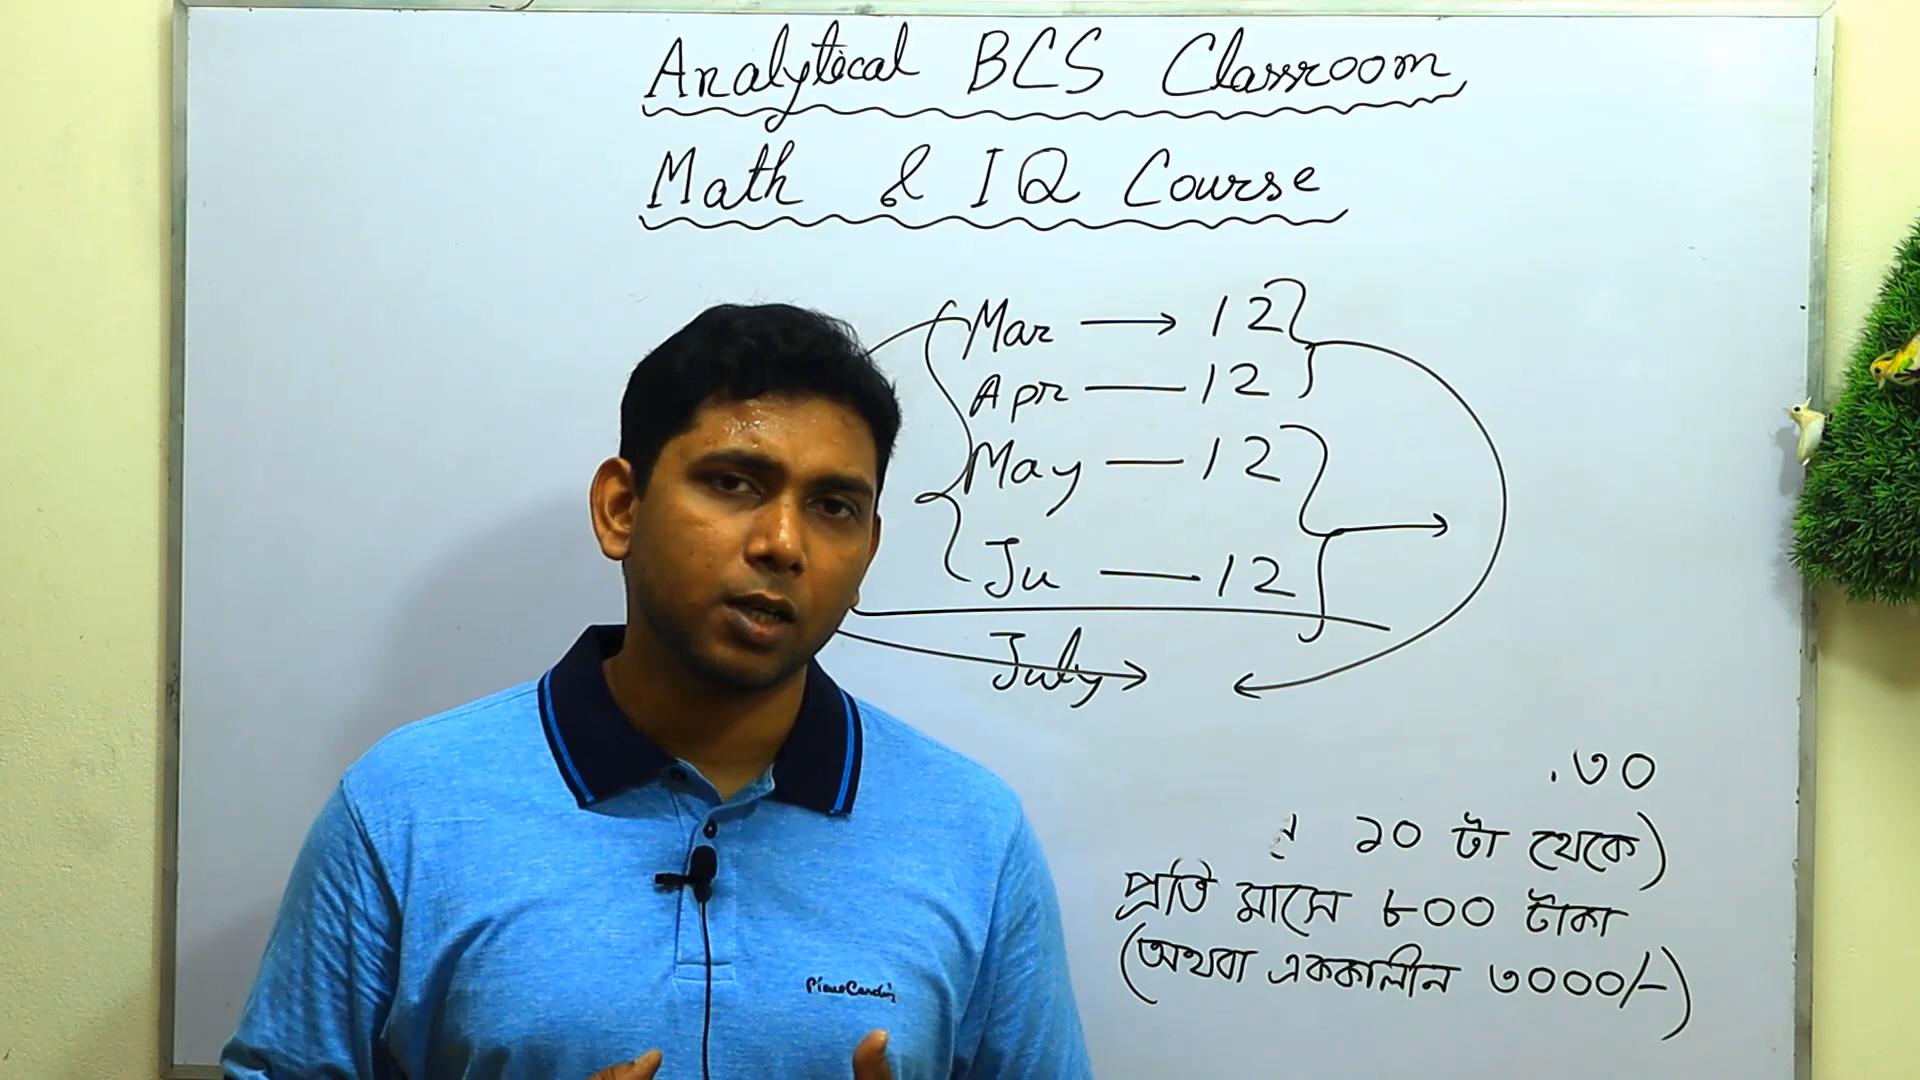 Analytical BCS Classroom
Math & IQ Course
Mar → 12
Apr — 12
May — 12
Ju — 12
July
.৩০
১০ টা থেকে)
প্রতি মাসে ৮০০ টাকা
(অথবা এককালীন ৩০০০/-)